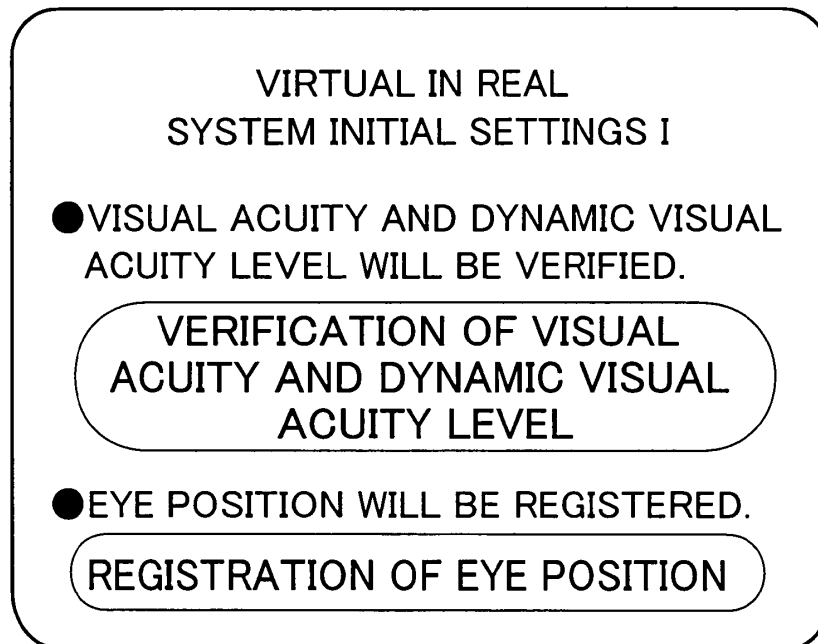 VIRTUAL IN REAL
SYSTEM INITIAL SETTINGS I
●VISUAL ACUITY AND DYNAMIC VISUAL
ACUITY LEVEL WILL BE VERIFIED.
VERIFICATION OF VISUAL
ACUITY AND DYNAMIC VISUAL
ACUITY LEVEL
●EYE POSITION WILL BE REGISTERED.
REGISTRATION OF EYE POSITION